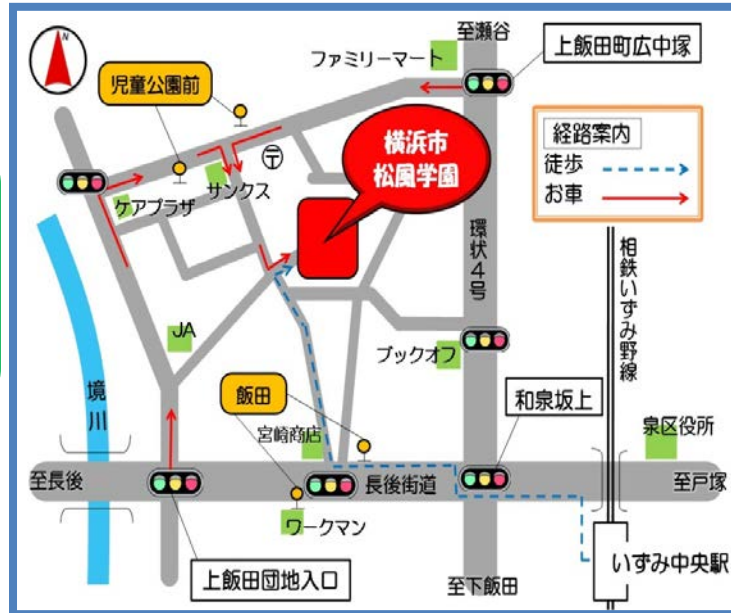 至瀬谷
ファミリーマート
上飯田町広中塚
児童公園前
経路案内
徒歩
お車
横浜市
松風学園
〒
サンクス
ケアプラザ
環状4号
相鉄いずみ野線
JA
ブックオフ
境川
飯田
和泉坂上
宮崎商店
泉区役所
至長後
長後街道
至戸塚
ワークマン
上飯田団地入口
至下飯田
いずみ中央駅